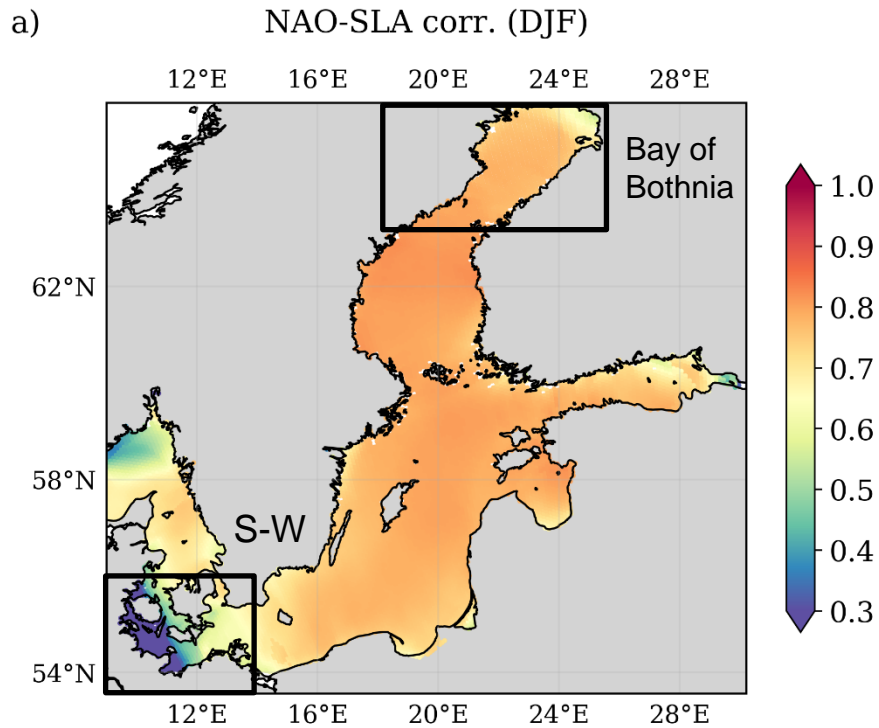 a)
NAO-SLA corr. (DJF)
12°E 16°E 20°E 24°E 28°E
Bay of
Bothnia
1.0
0.9
62°N
0.8
0.7
0.6
58°N
0.5
S-W
0.4
0.3
54°N
12°E 16°E 20°E 24°E 28°E